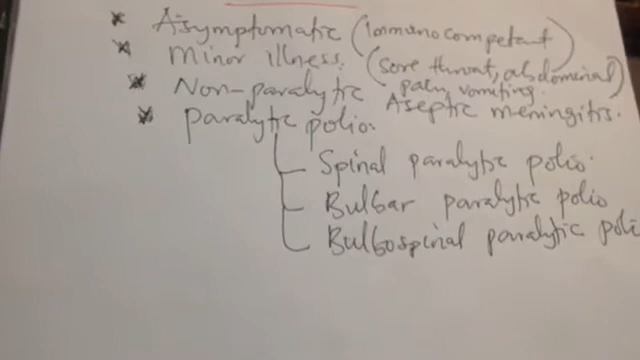 * Asymptomatic (Immunocompetent)
* Minor illness. (sore throat, abdominal pain, vomiting)
* Non-paralytic Aseptic meningitis.
* Paralytic polio.
Spinal paralytic polio.
Bulbar paralytic polio
Bulbospinal paralytic poli